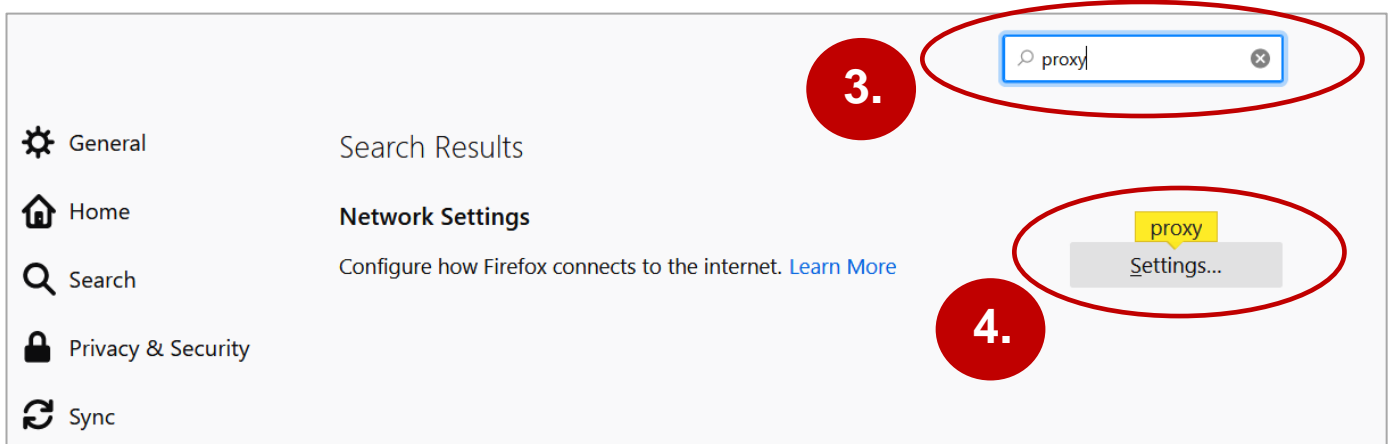 proxy
3.
General
Search Results
Home
Network Settings
proxy
Search
Configure how Firefox connects to the internet. Learn More
Settings...
4.
Privacy & Security
Sync